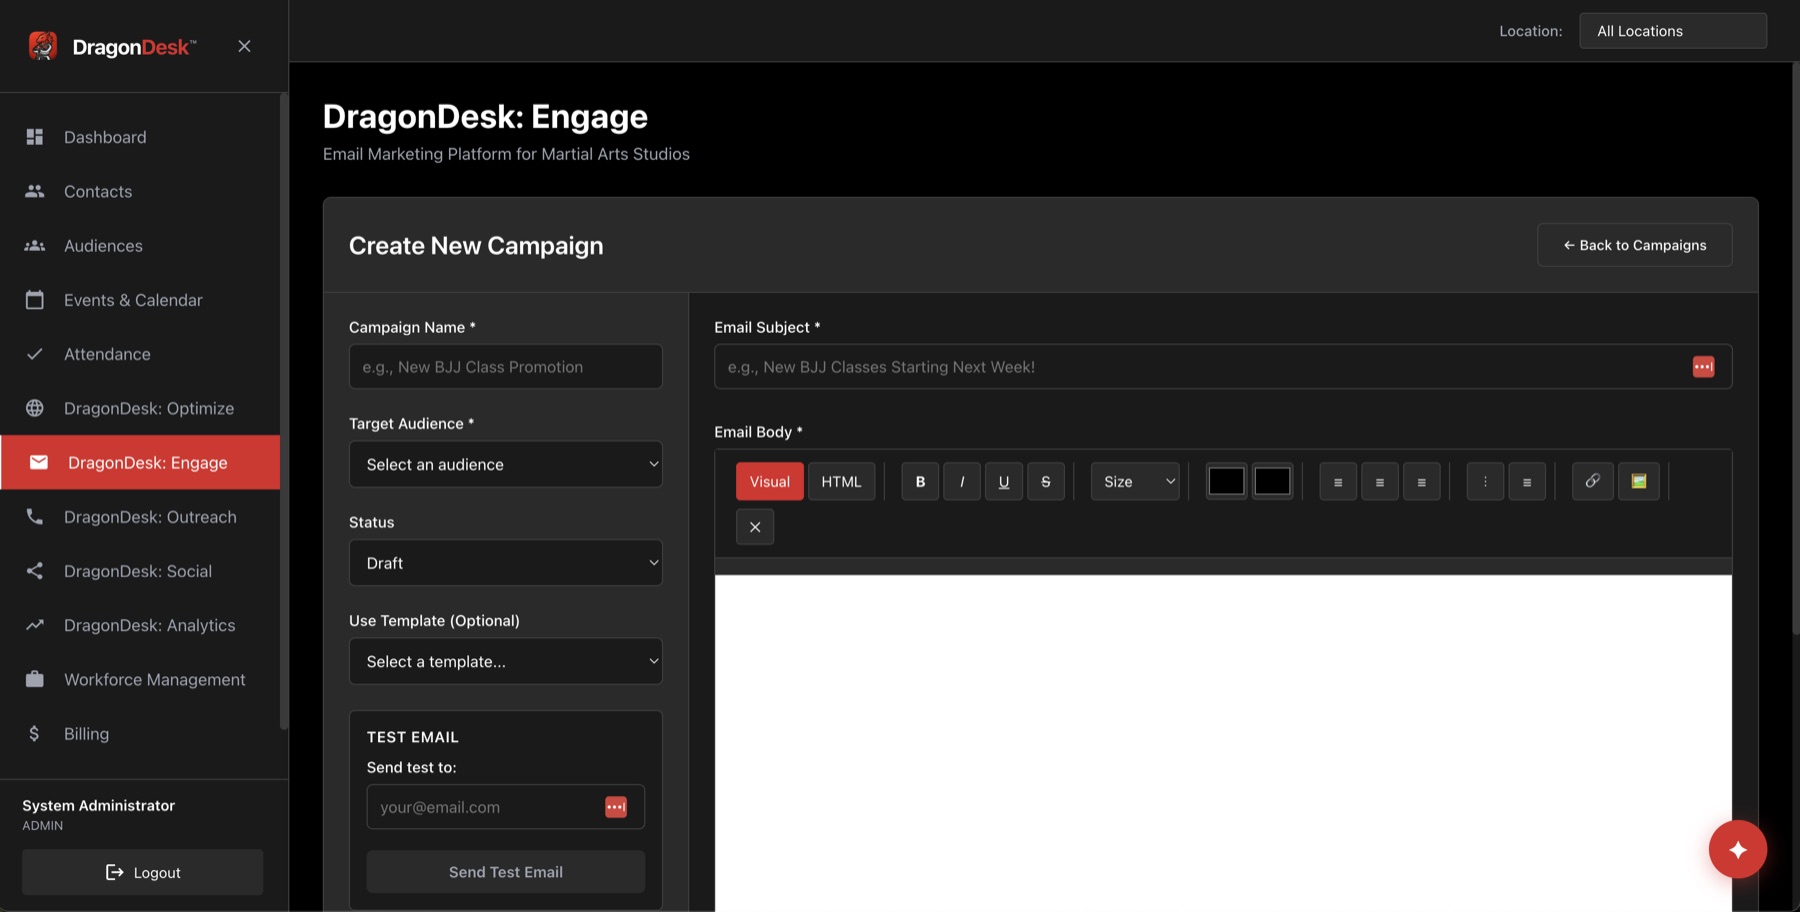 DragonDesk™
Location:
All Locations
Dashboard
Contacts
Audiences
Events & Calendar
Attendance
DragonDesk: Optimize
DragonDesk: Engage
DragonDesk: Outreach
DragonDesk: Social
DragonDesk: Analytics
Workforce Management
Billing
System Administrator
ADMIN
Logout
DragonDesk: Engage
Email Marketing Platform for Martial Arts Studios
Create New Campaign
← Back to Campaigns
Campaign Name *
e.g., New BJJ Class Promotion
Target Audience *
Select an audience
Status
Draft
Use Template (Optional)
Select a template...
TEST EMAIL
Send test to:
your@email.com
Send Test Email
Email Subject *
e.g., New BJJ Classes Starting Next Week!
Email Body *
Visual HTML B I U S Size